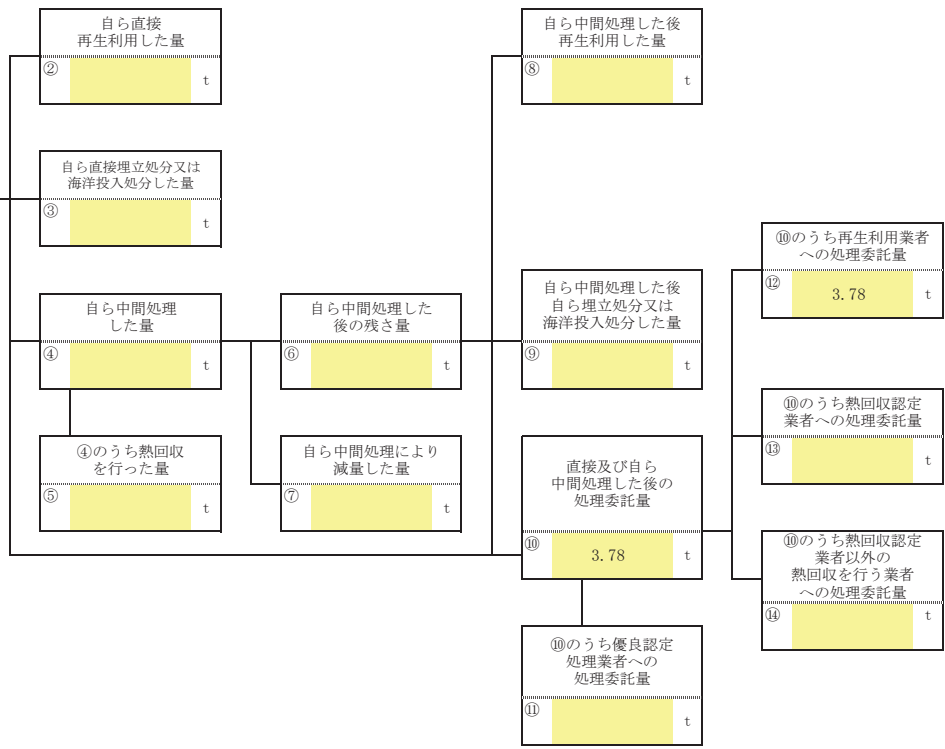 自ら直接
再生利用した量
②
t
自ら直接埋立処分又は
海洋投入処分した量
③
t
自ら中間処理
した量
④
t
④のうち熱回収
を行った量
⑤
t
自ら中間処理した
後の残さ量
⑥
t
自ら中間処理により
減量した量
⑦
t
自ら中間処理した後
再生利用した量
⑧
t
自ら中間処理した後
自ら埋立処分又は
海洋投入処分した量
⑨
t
直接及び自ら
中間処理した後の
処理委託量
⑩
3.78
t
⑩のうち優良認定
処理業者への
処理委託量
⑪
t
⑩のうち再生利用業者
への処理委託量
⑫
3.78
t
⑩のうち熱回収認定
業者への処理委託量
⑬
t
⑩のうち熱回収認定
業者以外の
熱回収を行う業者
への処理委託量
⑭
t